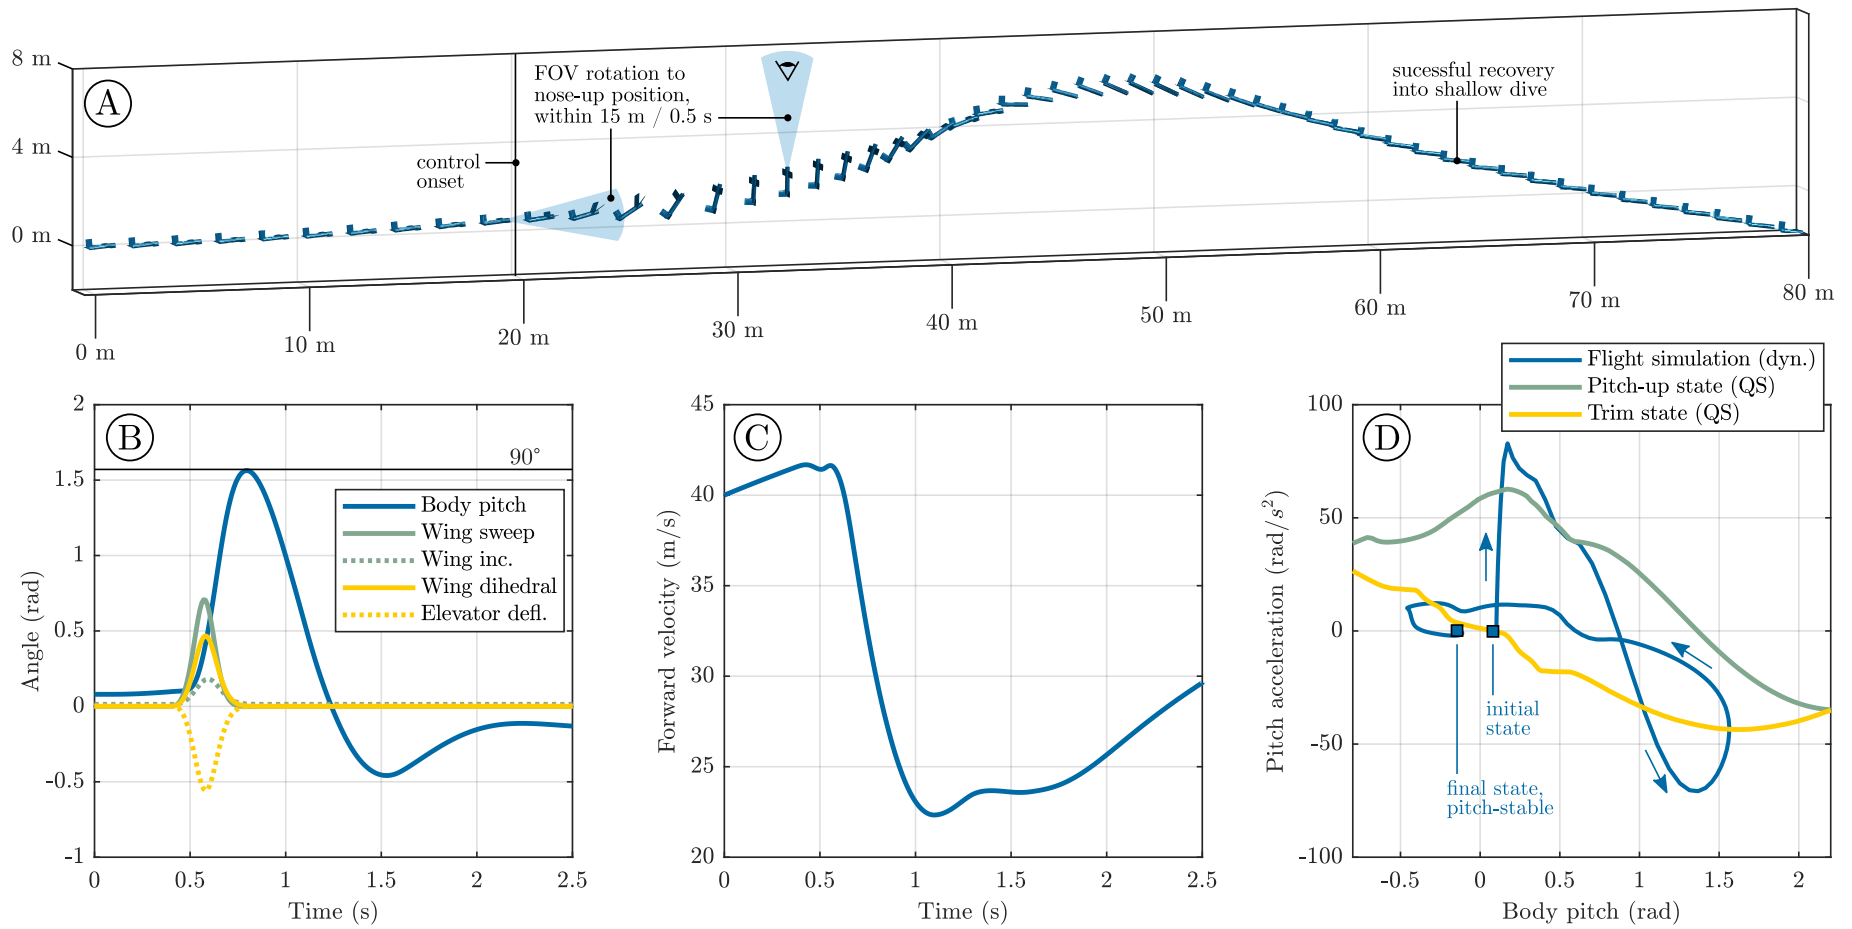 8 m
4 m
0 m
A
control
onset
FOV rotation to
nose-up position,
within 15 m / 0.5 s
sucessful recovery
into shallow dive
0 m
10 m
20 m
30 m
40 m
50 m
60 m
70 m
80 m
B
90°
Body pitch
Wing sweep
Wing inc.
Wing dihedral
Elevator defl.
2
1.5
1
0.5
0
-0.5
-1
Angle (rad)
0
0.5
1
1.5
2
2.5
Time (s)
C
45
40
35
30
25
20
Forward velocity (m/s)
0
0.5
1
1.5
2
2.5
Time (s)
Flight simulation (dyn.)
Pitch-up state (QS)
Trim state (QS)
D
100
50
0
-50
-100
Pitch acceleration (rad/s²)
initial
state
final state,
pitch-stable
-0.5
0
0.5
1
1.5
2
Body pitch (rad)